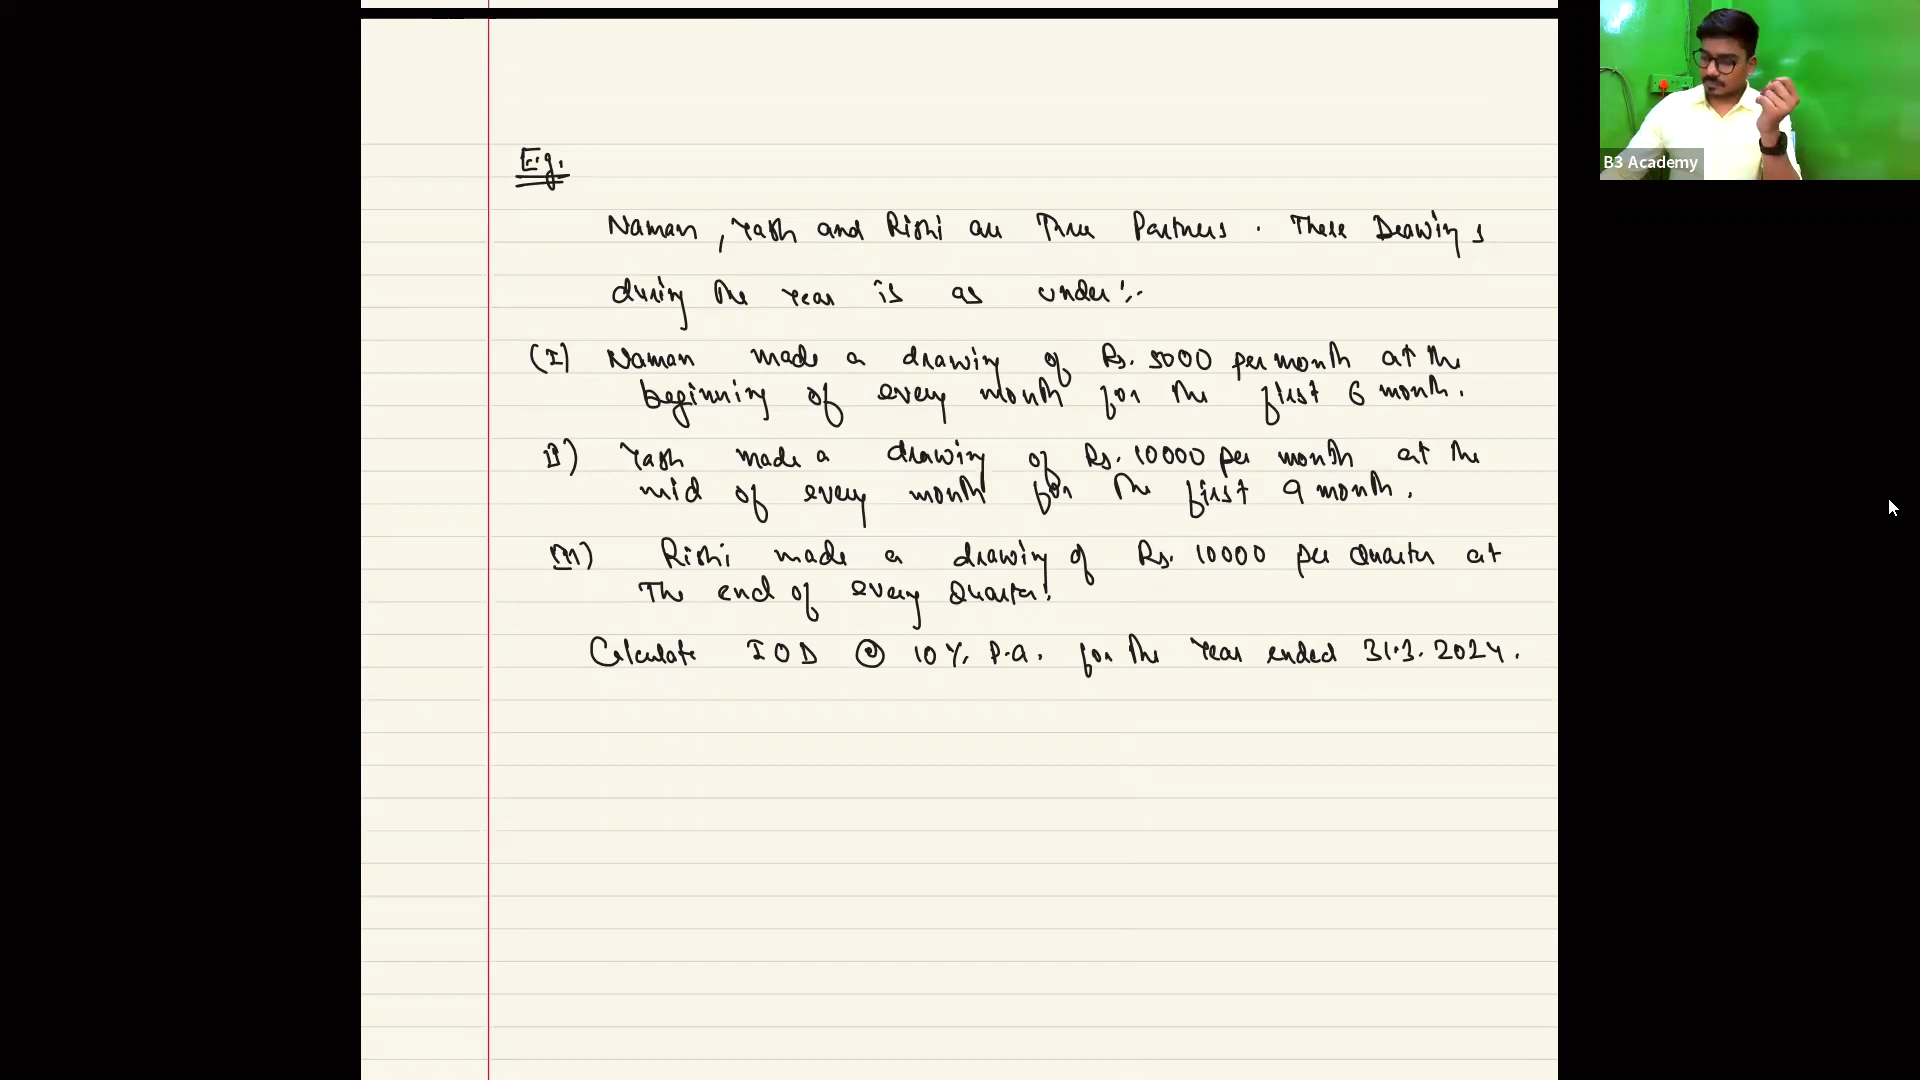 E.g.
Naman, Yash and Rishi are Three Partners. There Drawings
during the Year is as under :-
(I) Naman made a drawing of Rs. 5000 per month at the
beginning of every month for the first 6 month.
II) Yash made a drawing of Rs. 10000 per month at the
mid of every month for the first 9 month.
III) Rishi made a drawing of Rs. 10000 per Quarter at
The end of every Quarter.
Calculate IOD @ 10% P.a. for the Year ended 31.3.2024.
B3 Academy